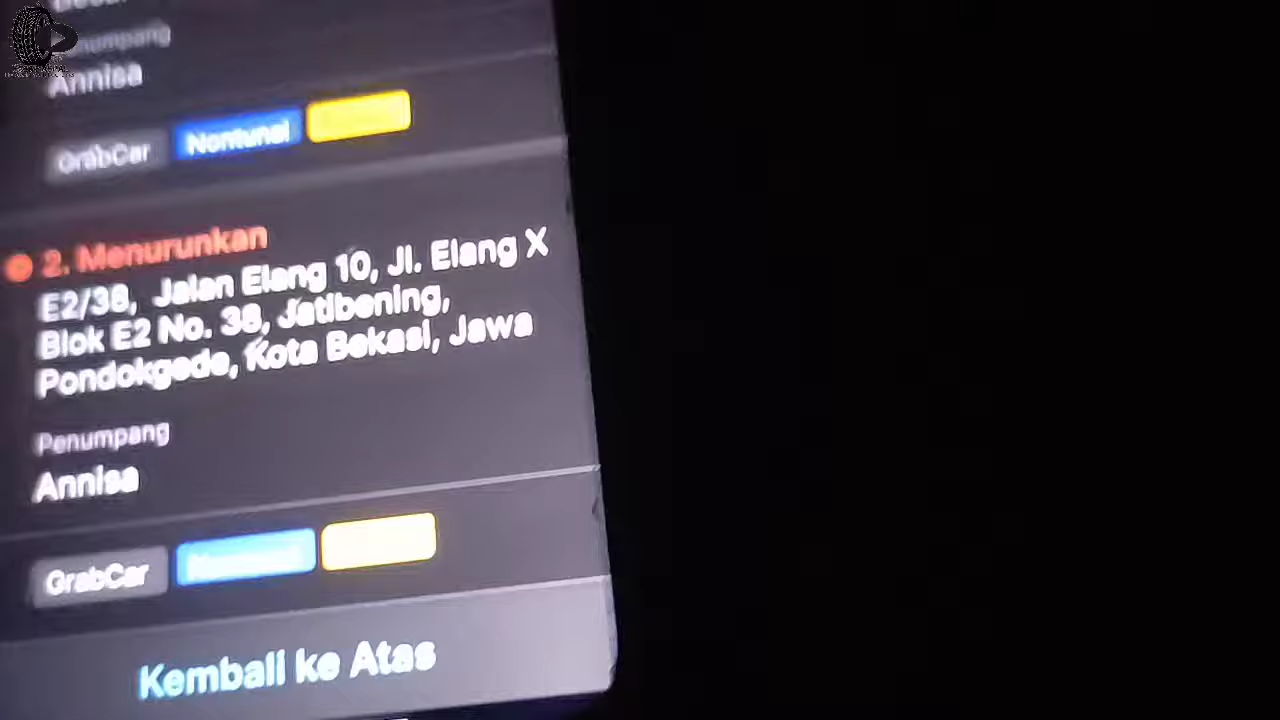 Penumpang
Annisa
GrabCar Nontunai
2. Menurunkan
E2/38, Jalan Elang 10, Jl. Elang X
Blok E2 No. 38, Jatibening,
Pondokgede, Kota Bekasi, Jawa
Penumpang
Annisa
GrabCar
Kembali ke Atas